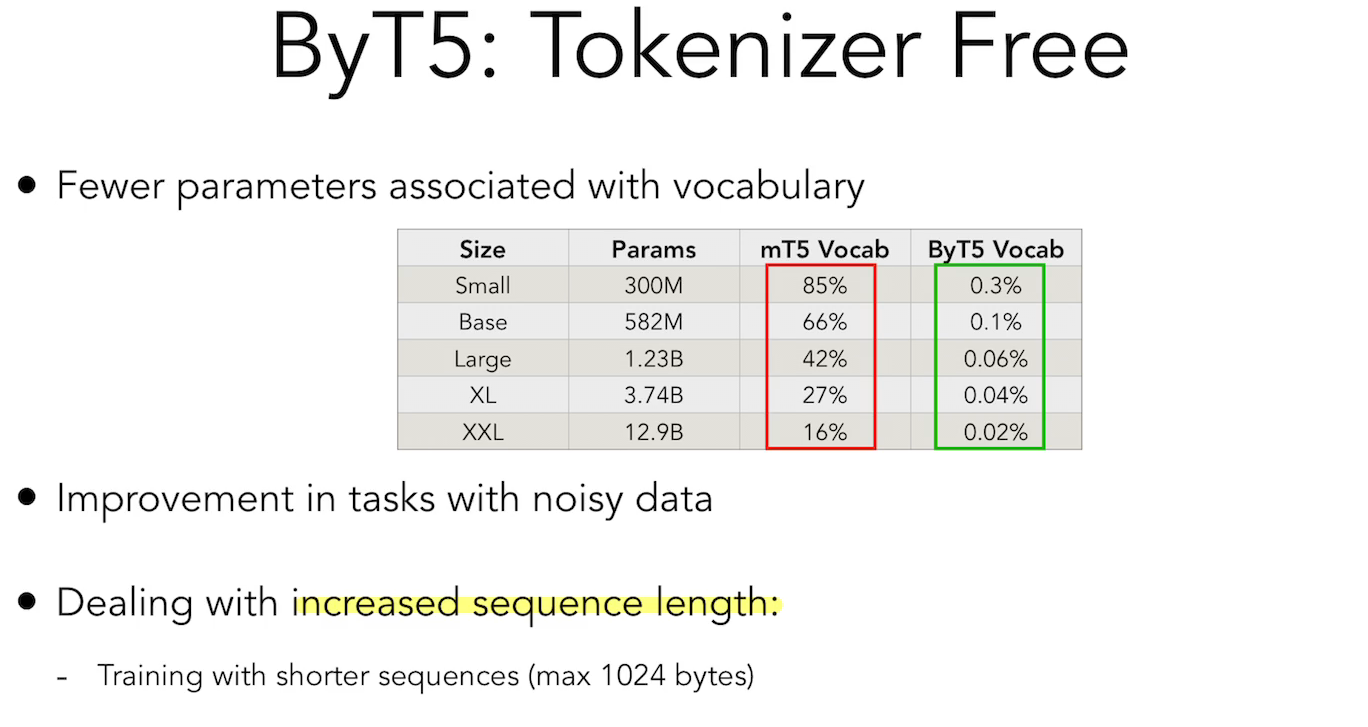 ByT5: Tokenizer Free
• Fewer parameters associated with vocabulary
Size Params mT5 Vocab ByT5 Vocab
Small 300M 85% 0.3%
Base 582M 66% 0.1%
Large 1.23B 42% 0.06%
XL 3.74B 27% 0.04%
XXL 12.9B 16% 0.02%
• Improvement in tasks with noisy data
• Dealing with increased sequence length:
- Training with shorter sequences (max 1024 bytes)